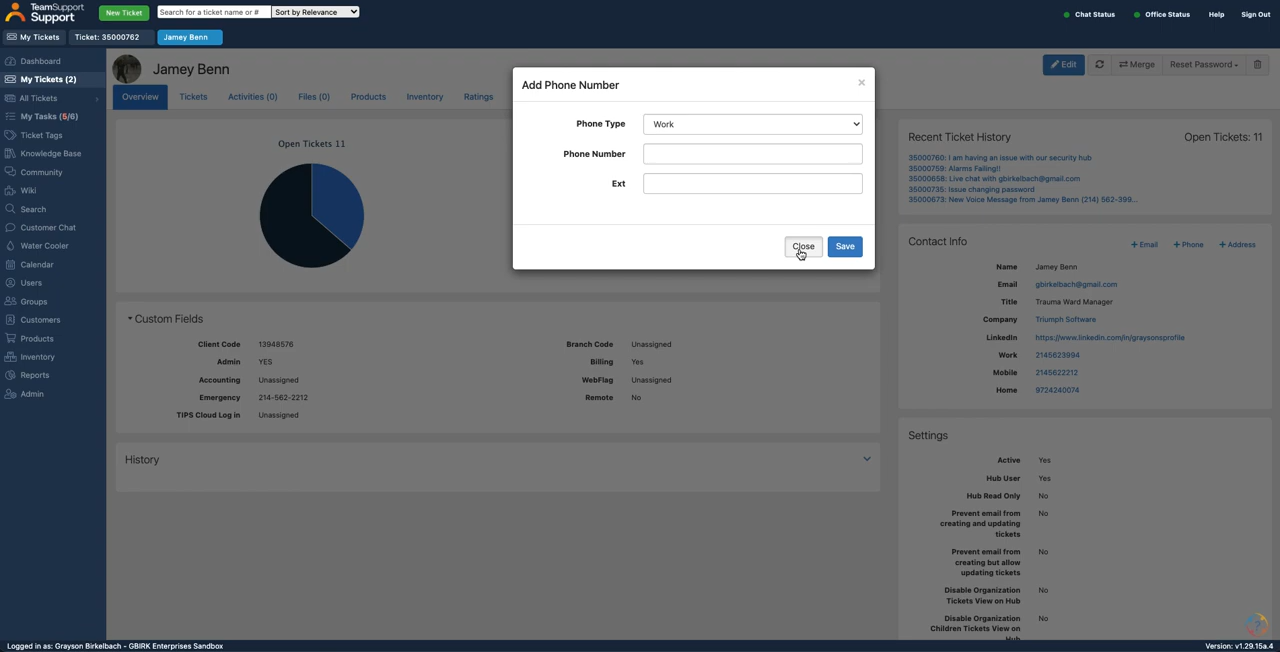 TeamSupport
Support
New Ticket
Search for a ticket name or #
Sort by Relevance
Chat Status
Office Status
Help
Sign Out
My Tickets
Ticket: 35000762
Jamey Benn
Dashboard
My Tickets (2)
All Tickets
My Tasks (5/6)
Ticket Tags
Knowledge Base
Community
Wiki
Search
Customer Chat
Water Cooler
Calendar
Users
Groups
Customers
Products
Inventory
Reports
Admin
Jamey Benn
Edit
Merge
Reset Password
Overview
Tickets
Activities (0)
Files (0)
Products
Inventory
Ratings
Open Tickets 11
Add Phone Number
×
Phone Type
Work
Phone Number
Ext
Close
Save
Custom Fields
Client Code 13948576
Branch Code Unassigned
Admin YES
Billing Yes
Accounting Unassigned
WebFlag Unassigned
Emergency 214-562-2212
Remote No
TIPS Cloud Log in Unassigned
History
Recent Ticket History
Open Tickets: 11
35000760: I am having an issue with our security hub
35000759: Alarms Failing!!
35000658: Live chat with gbirkelbach@gmail.com
35000735: Issue changing password
35000673: New Voice Message from Jamey Benn (214) 562-399...
Contact Info
+ Email
+ Phone
+ Address
Name Jamey Benn
Email gbirkelbach@gmail.com
Title Trauma Ward Manager
Company Triumph Software
LinkedIn https://www.linkedin.com/in/graysonsprofile
Work 2145623994
Mobile 2145622212
Home 9724240074
Settings
Active Yes
Hub User Yes
Hub Read Only No
Prevent email from No
creating and updating
tickets
Prevent email from No
creating but allow
updating tickets
Disable Organization No
Tickets View on Hub
Disable Organization No
Children Tickets View on
Hub
Logged in as: Grayson Birkelbach - GBIRK Enterprises Sandbox
Version: v1.29.15a.4